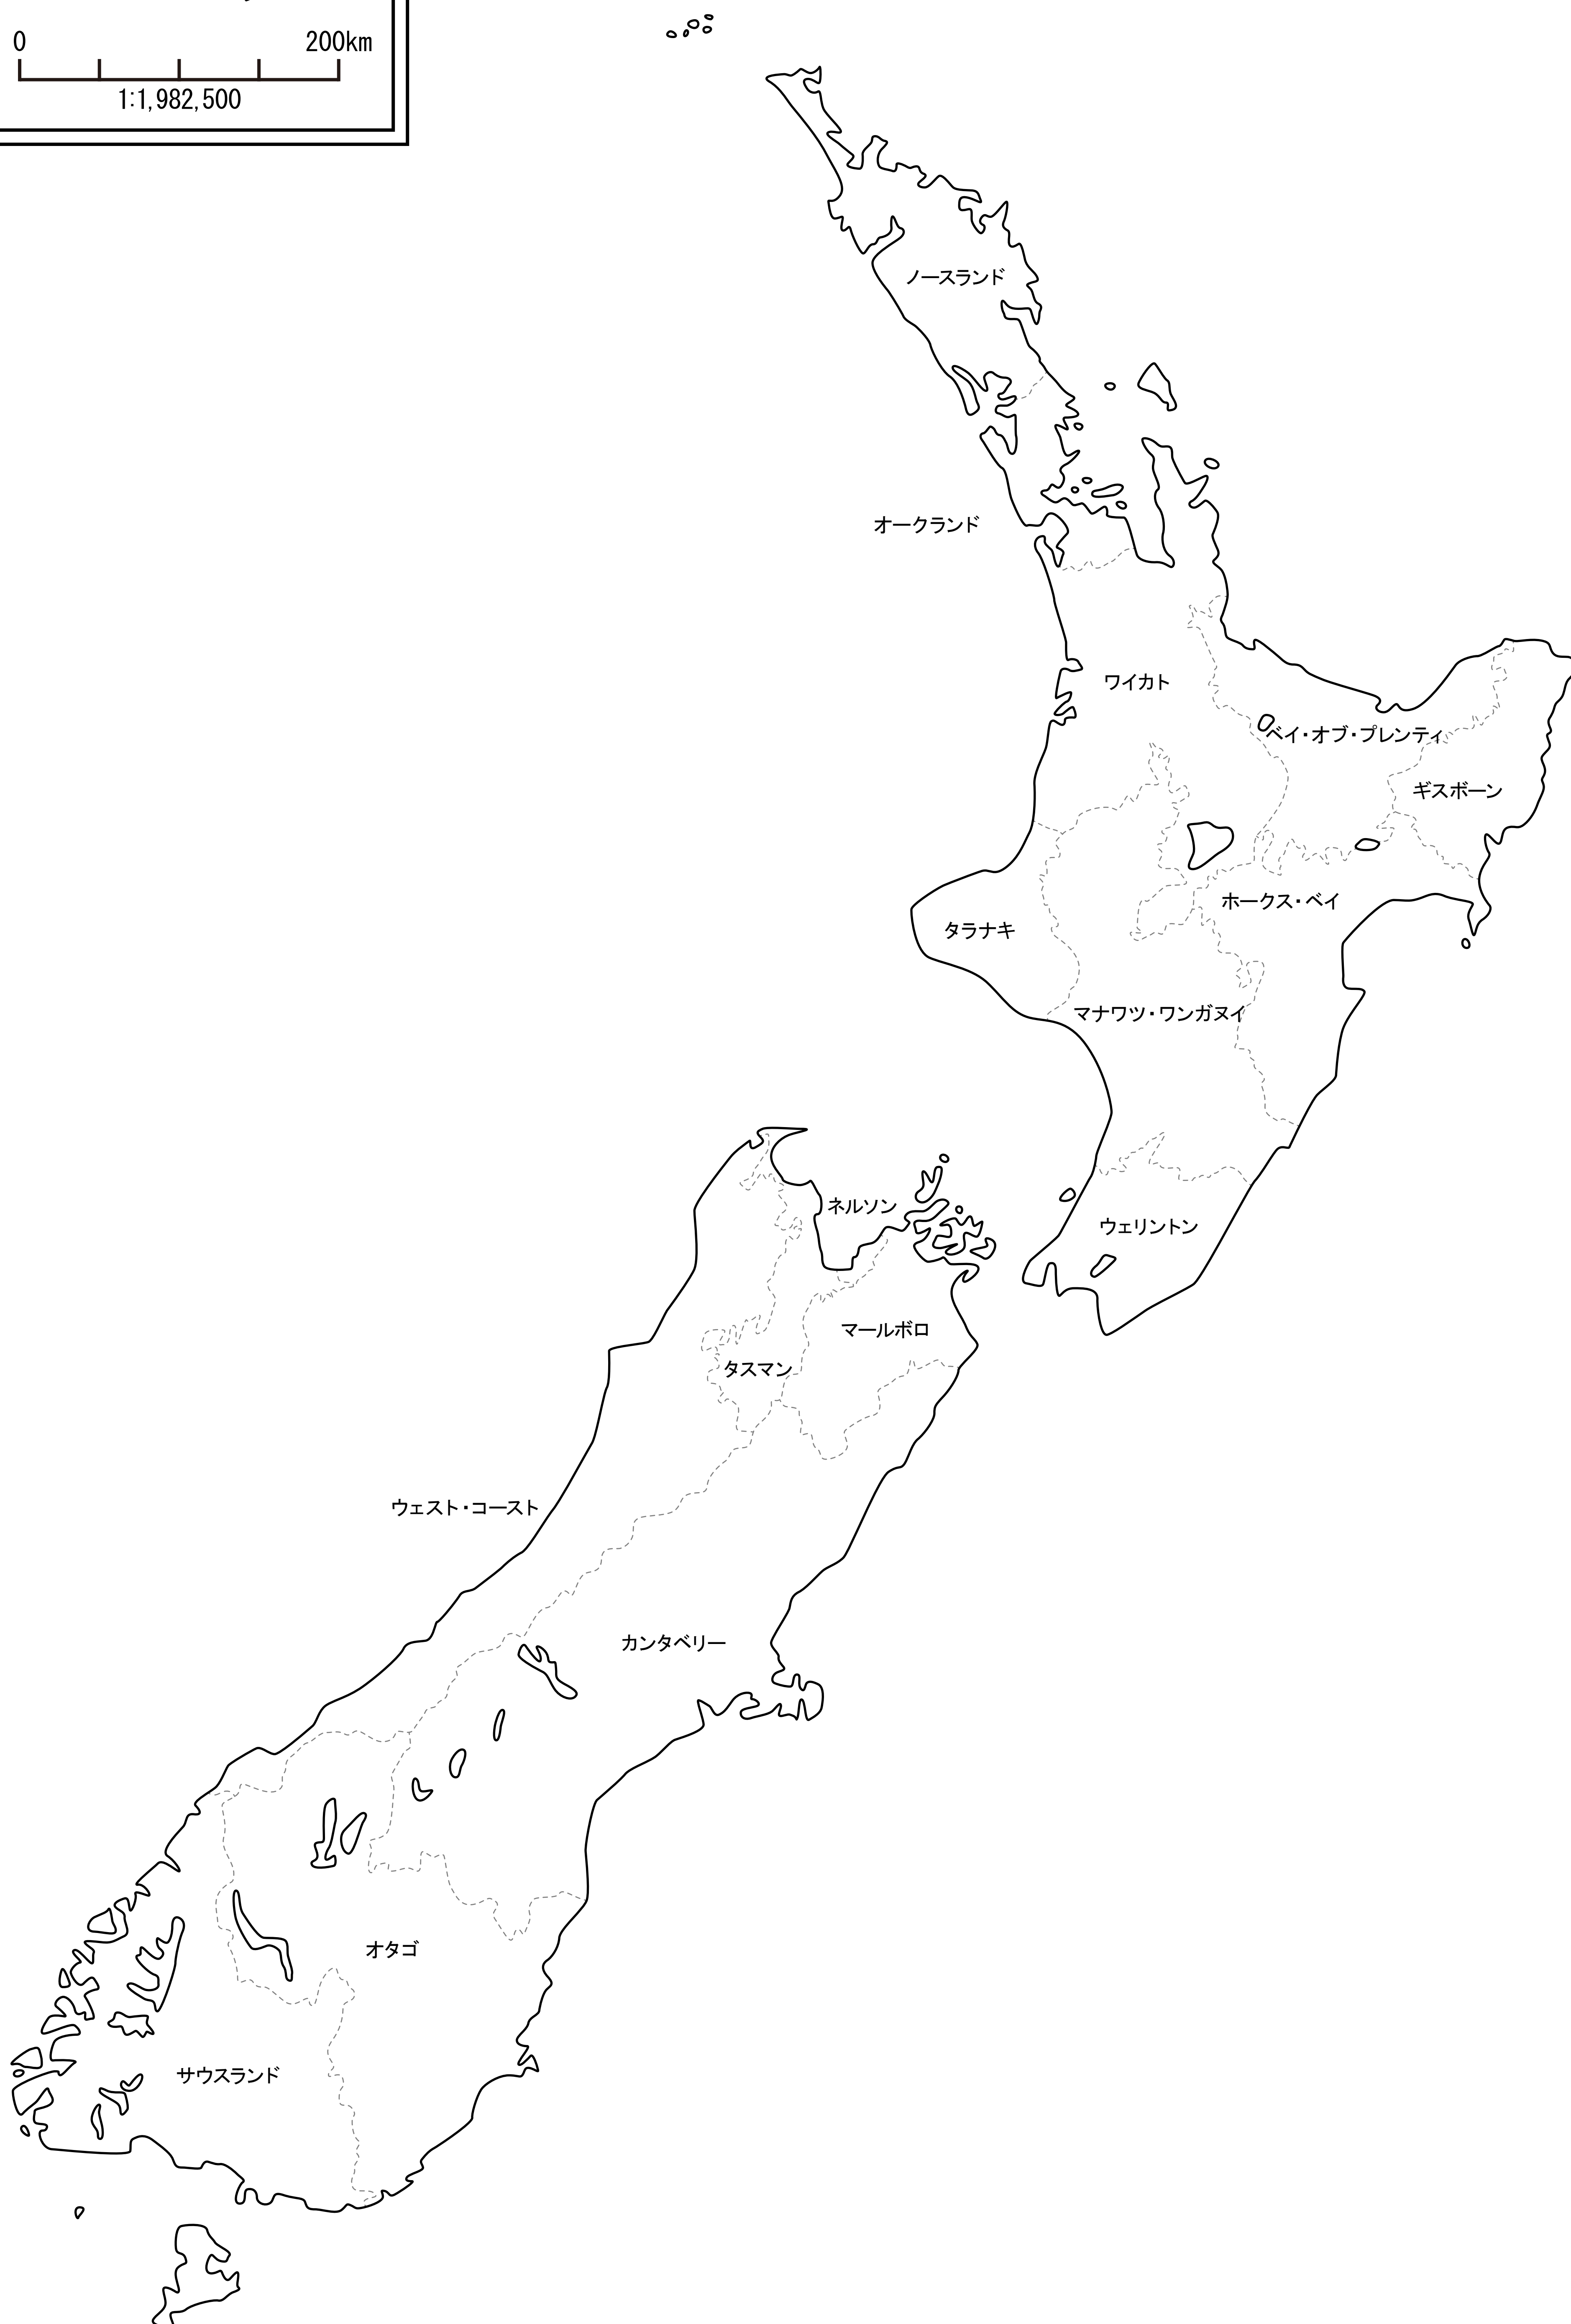 0 200km
1:1,982,500
ノースランド
オークランド
ワイカト
ベイ・オブ・プレンティ
ギスボーン
ホークス・ベイ
タラナキ
マナワツ・ワンガヌイ
ネルソン
ウェリントン
マールボロ
タスマン
ウェスト・コースト
カンタベリー
オタゴ
サウスランド